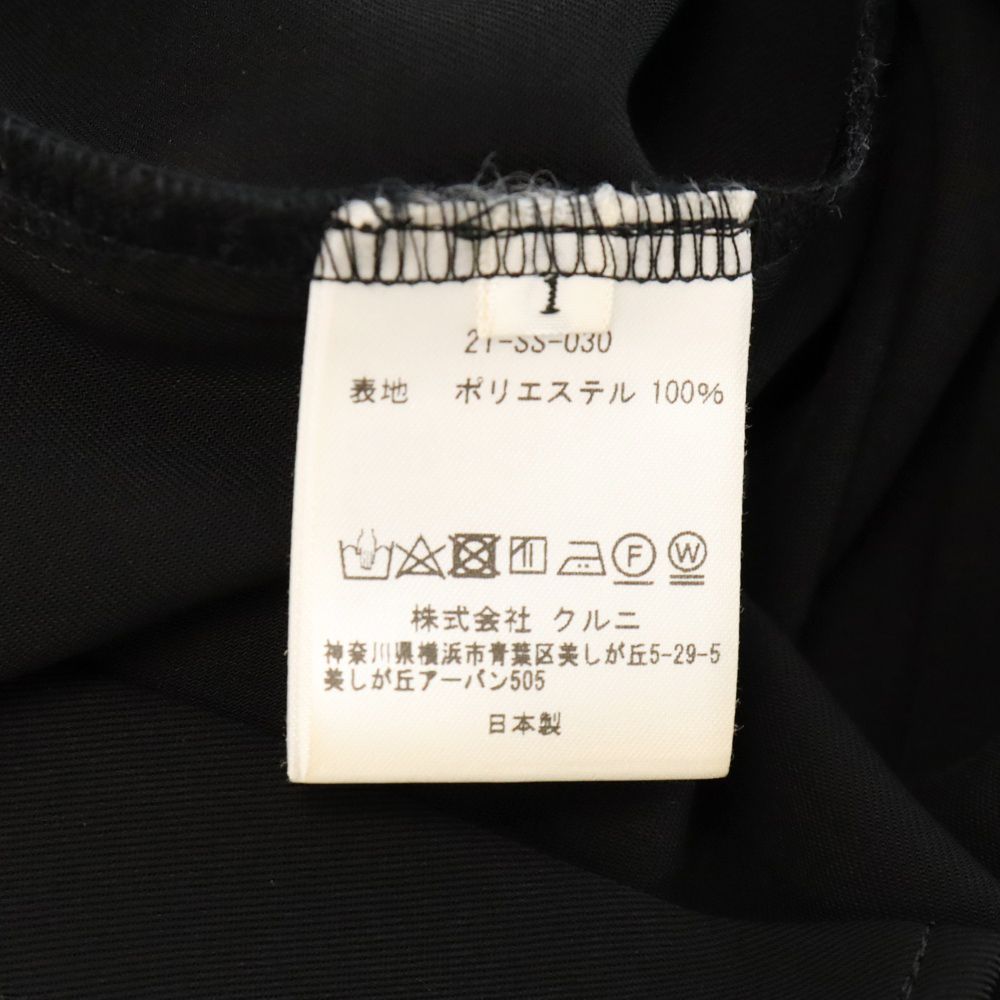 1
21-SS-030
表地 ポリエステル 100%
F W
株式会社 クルニ
神奈川県横浜市青葉区美しが丘5-29-5
美しが丘アーバン505
日本製